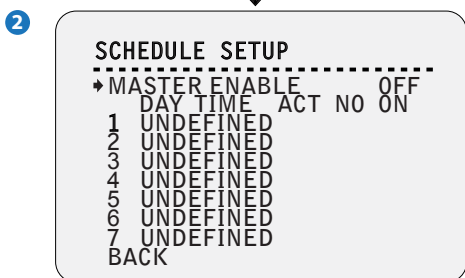 2
SCHEDULE SETUP
MASTER ENABLE OFF
DAY TIME ACT NO ON
1 UNDEFINED
2 UNDEFINED
3 UNDEFINED
4 UNDEFINED
5 UNDEFINED
6 UNDEFINED
7 UNDEFINED
BACK